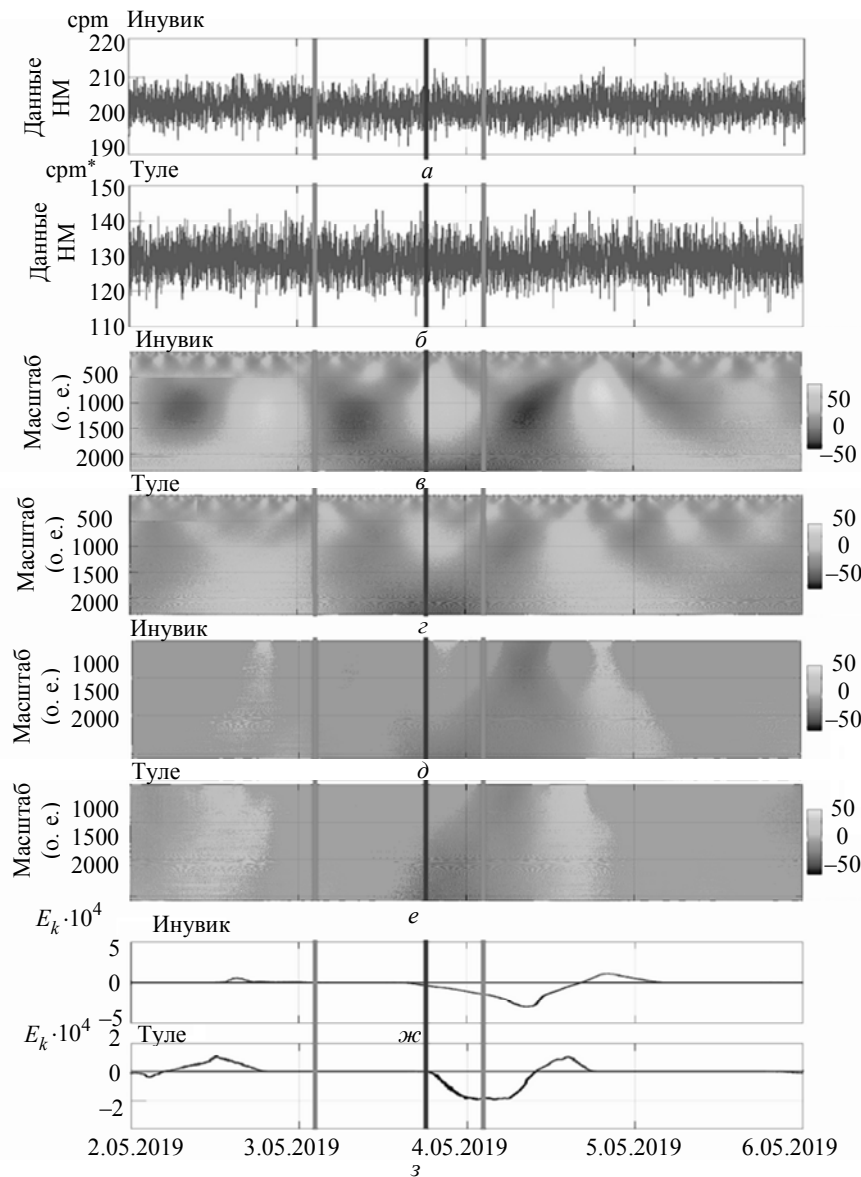 cpm Инувик
220
210
200
190
Данные
НМ
cpm* Туле а
150
140
130
120
110
Данные
НМ
Инувик б
500
1000
1500
2000
Масштаб
(о. е.)
50
0
–50
Туле в
500
1000
1500
2000
Масштаб
(о. е.)
50
0
–50
Инувик г
1000
1500
2000
Масштаб
(о. е.)
50
0
–50
Туле д
1000
1500
2000
Масштаб
(о. е.)
50
0
–50
E_k·10⁴ е
Инувик
5
0
–5
E_k·10⁴ Туле ж
2
0
–2
2.05.2019 3.05.2019 4.05.2019 5.05.2019 6.05.2019
з